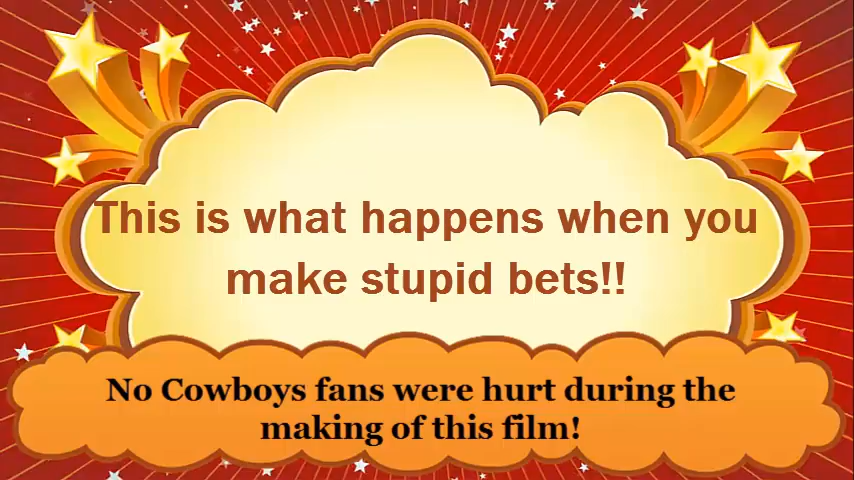 This is what happens when you
make stupid bets!!
No Cowboys fans were hurt during the
making of this film!